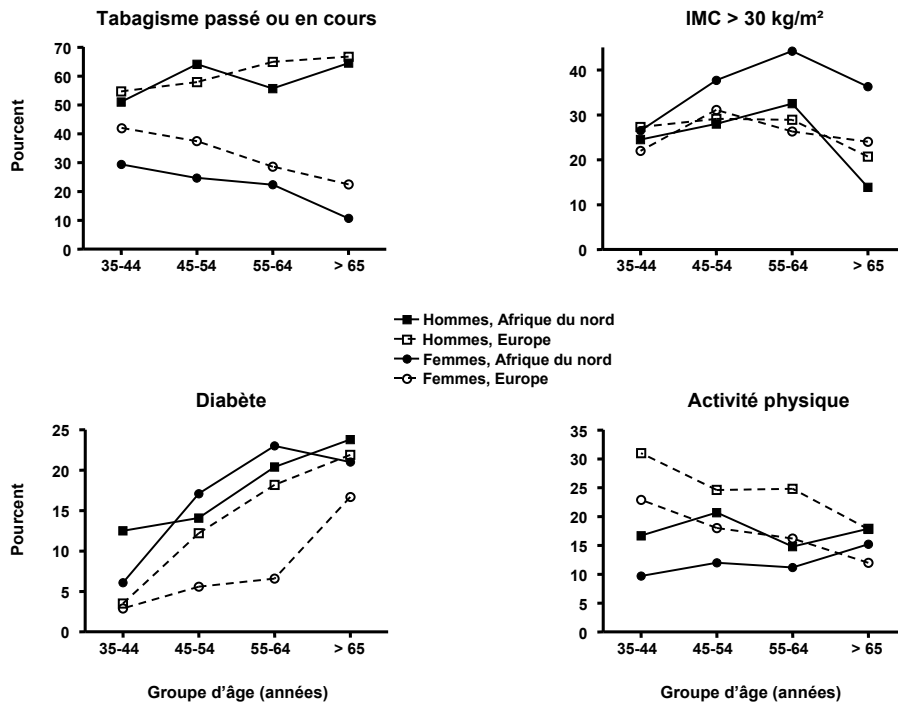 Tabagisme passé ou en cours
Pourcent
70
60
50
40
30
20
10
0
35-44 45-54 55-64 > 65
IMC > 30 kg/m²
40
30
20
10
0
35-44 45-54 55-64 > 65
Hommes, Afrique du nord
Hommes, Europe
Femmes, Afrique du nord
Femmes, Europe
Diabète
Pourcent
25
20
15
10
5
0
35-44 45-54 55-64 > 65
Groupe d’âge (années)
Activité physique
35
30
25
20
15
10
5
0
35-44 45-54 55-64 > 65
Groupe d’âge (années)